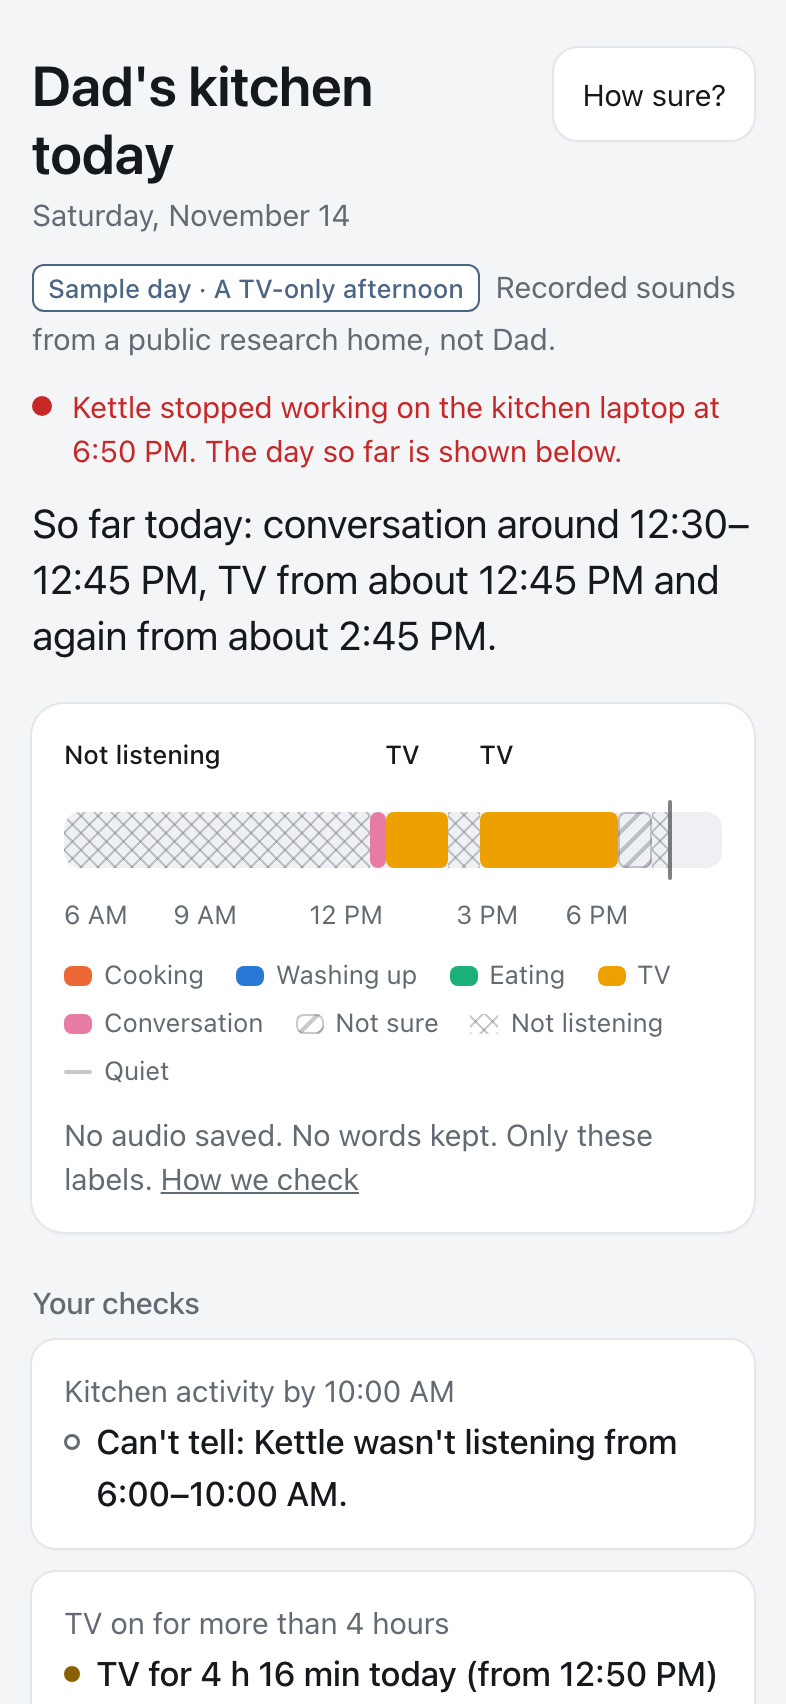 Dad's kitchen
today
How sure?
Saturday, November 14
Sample day · A TV-only afternoon Recorded sounds
from a public research home, not Dad.
Kettle stopped working on the kitchen laptop at
6:50 PM. The day so far is shown below.
So far today: conversation around 12:30–
12:45 PM, TV from about 12:45 PM and
again from about 2:45 PM.
Not listening TV TV
6 AM 9 AM 12 PM 3 PM 6 PM
Cooking Washing up Eating TV
Conversation Not sure Not listening
Quiet
No audio saved. No words kept. Only these
labels. How we check
Your checks
Kitchen activity by 10:00 AM
Can't tell: Kettle wasn't listening from
6:00–10:00 AM.
TV on for more than 4 hours
TV for 4 h 16 min today (from 12:50 PM)